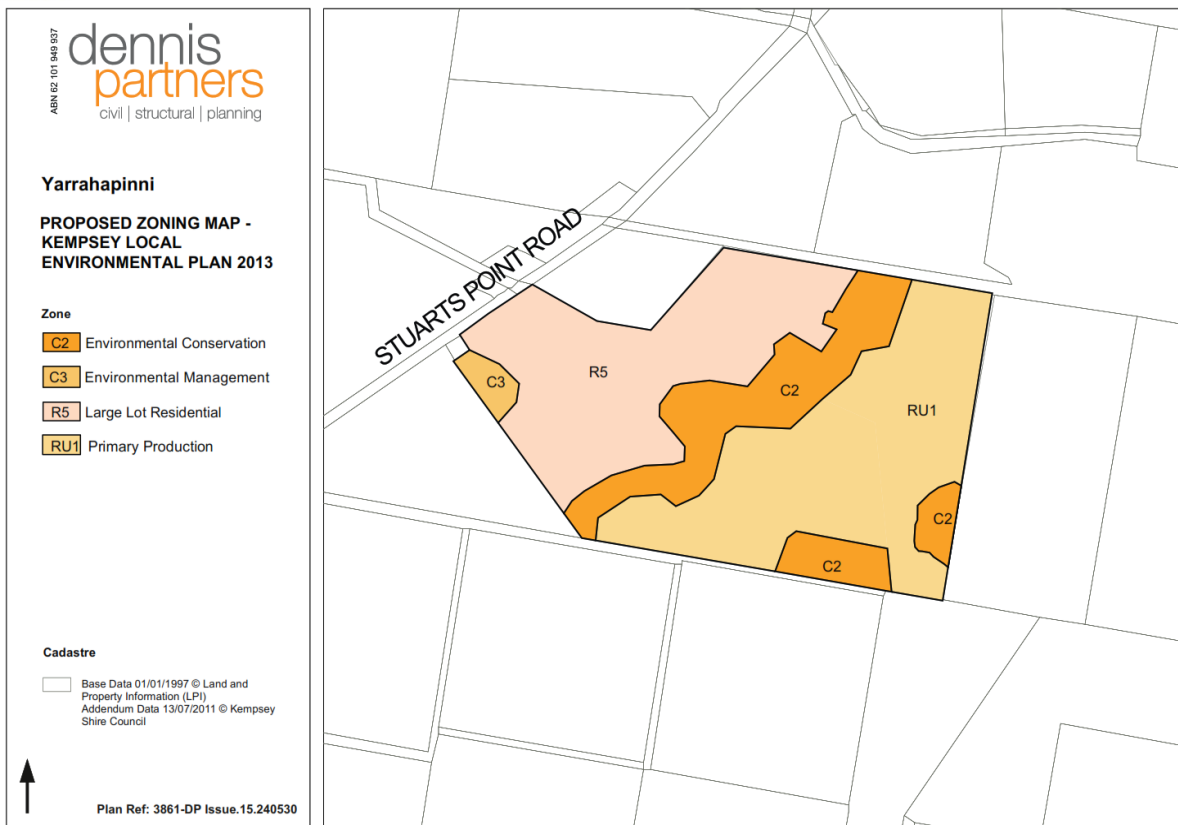 ABN 62 101 949 937
dennis
partners
civil | structural | planning
Yarrahapinni
PROPOSED ZONING MAP -
KEMPSEY LOCAL
ENVIRONMENTAL PLAN 2013
Zone
C2 Environmental Conservation
C3 Environmental Management
R5 Large Lot Residential
RU1 Primary Production
Cadastre
Base Data 01/01/1997 © Land and
Property Information (LPI)
Addendum Data 13/07/2011 © Kempsey
Shire Council
Plan Ref: 3861-DP Issue.15.240530
STUARTS POINT ROAD
R5
C3
C2
RU1
C2
C2